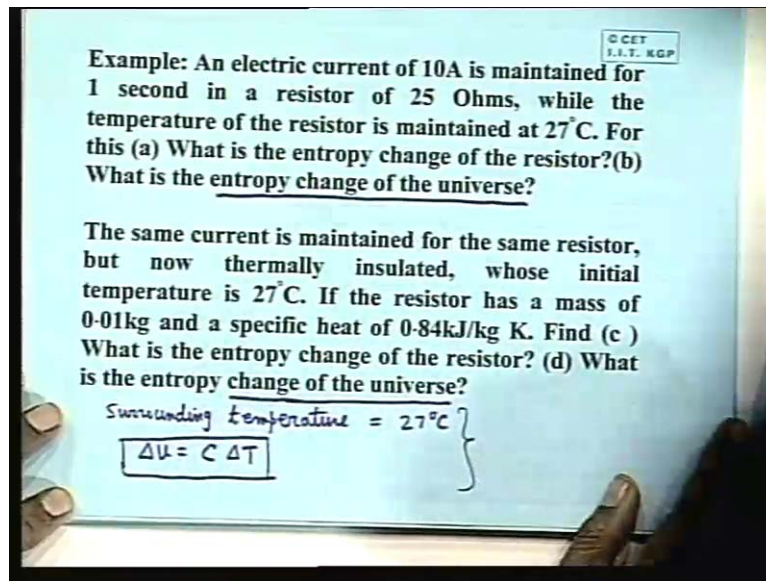 © CET
I.I.T. KGP
Example: An electric current of 10A is maintained for
1 second in a resistor of 25 Ohms, while the
temperature of the resistor is maintained at 27°C. For
this (a) What is the entropy change of the resistor?(b)
What is the entropy change of the universe?
The same current is maintained for the same resistor,
but now thermally insulated, whose initial
temperature is 27°C. If the resistor has a mass of
0·01kg and a specific heat of 0·84kJ/kg K. Find (c )
What is the entropy change of the resistor? (d) What
is the entropy change of the universe?
Surrounding temperature = 27°C
ΔU = C ΔT